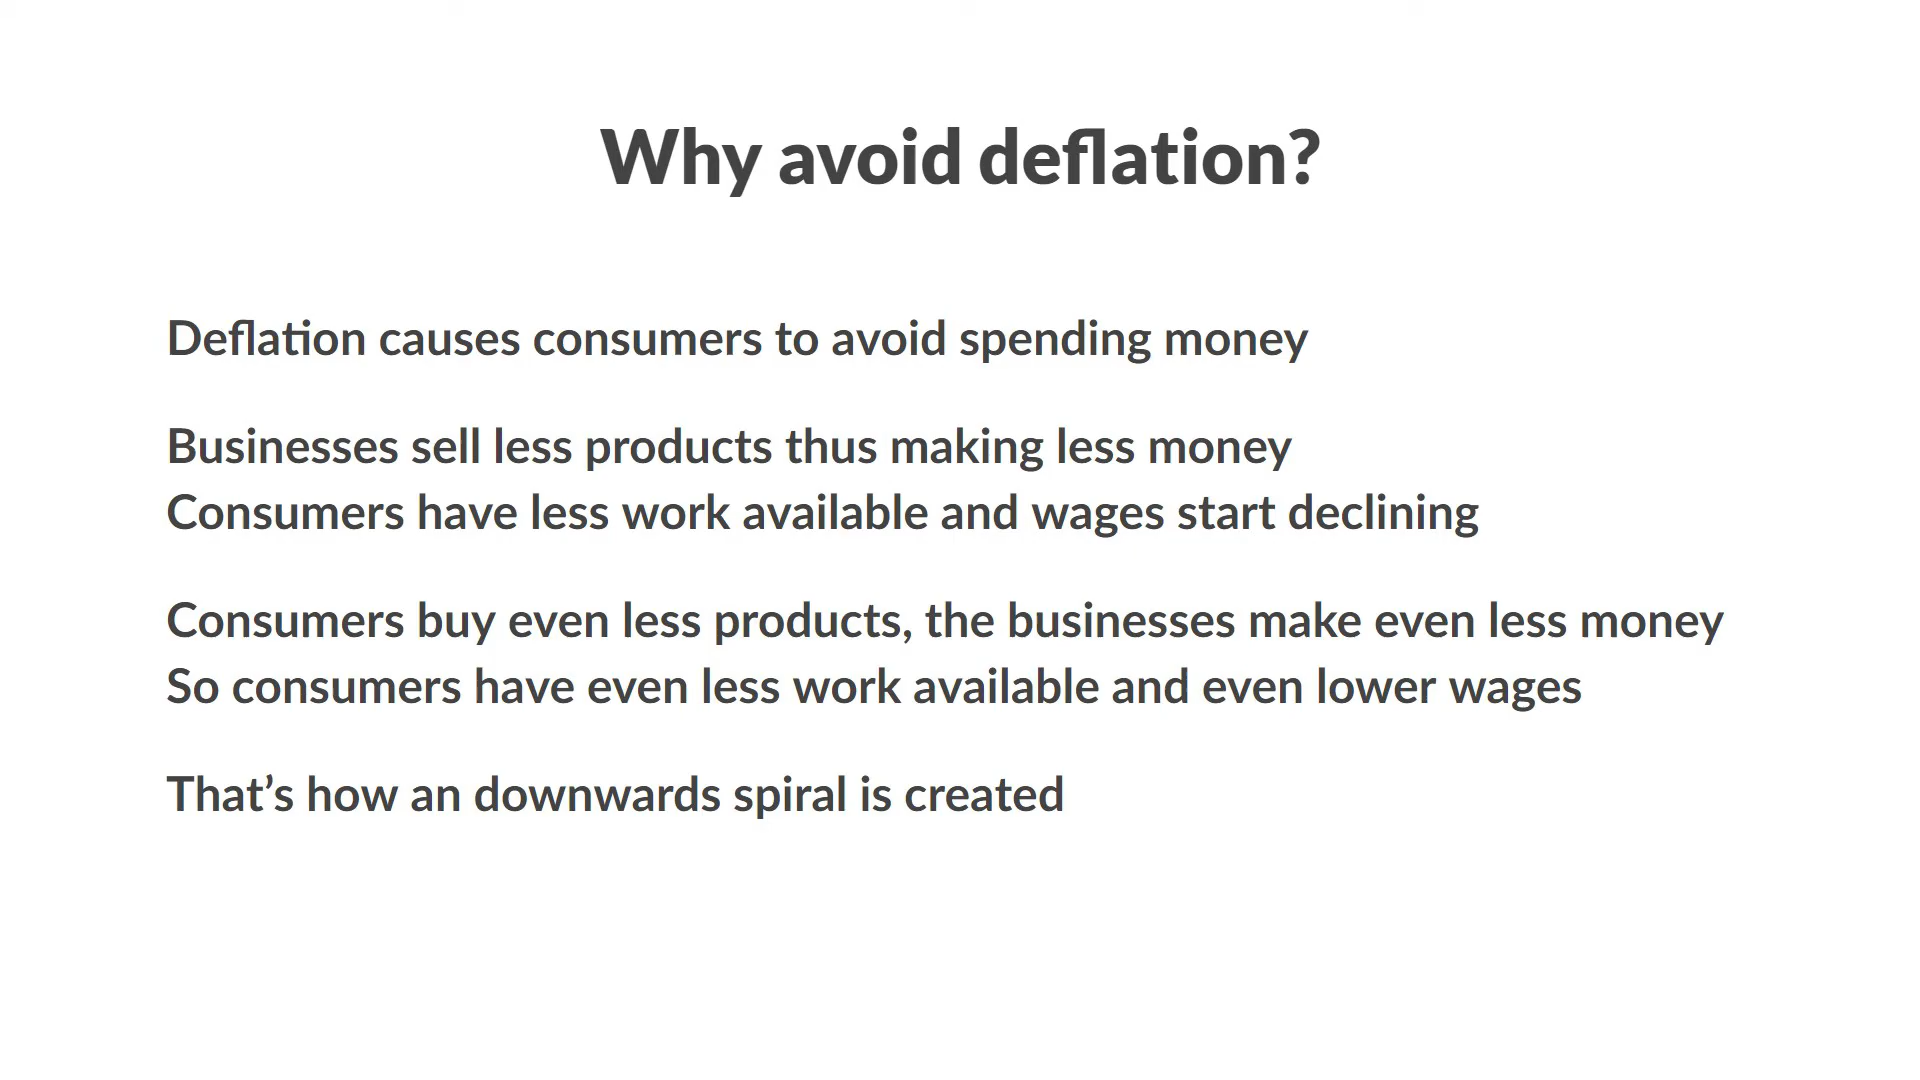 Why avoid deflation?
Deflation causes consumers to avoid spending money
Businesses sell less products thus making less money
Consumers have less work available and wages start declining
Consumers buy even less products, the businesses make even less money
So consumers have even less work available and even lower wages
That’s how an downwards spiral is created